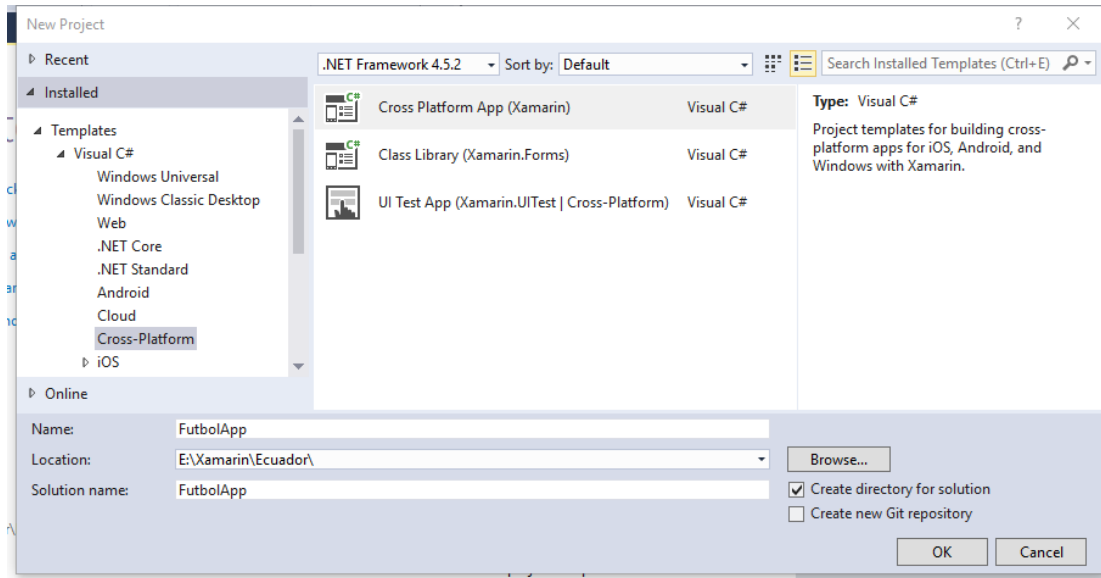 New Project
?
Recent
.NET Framework 4.5.2
Sort by: Default
Search Installed Templates (Ctrl+E)
Installed
Templates
Visual C#
Windows Universal
Windows Classic Desktop
Web
.NET Core
.NET Standard
Android
Cloud
Cross-Platform
iOS
Online
C# Cross Platform App (Xamarin) Visual C#
C# Class Library (Xamarin.Forms) Visual C#
UI Test App (Xamarin.UITest | Cross-Platform) Visual C#
Type: Visual C#
Project templates for building cross-
platform apps for iOS, Android, and
Windows with Xamarin.
Name: FutbolApp
Location: E:\Xamarin\Ecuador\
Browse...
Solution name: FutbolApp
Create directory for solution
Create new Git repository
OK Cancel